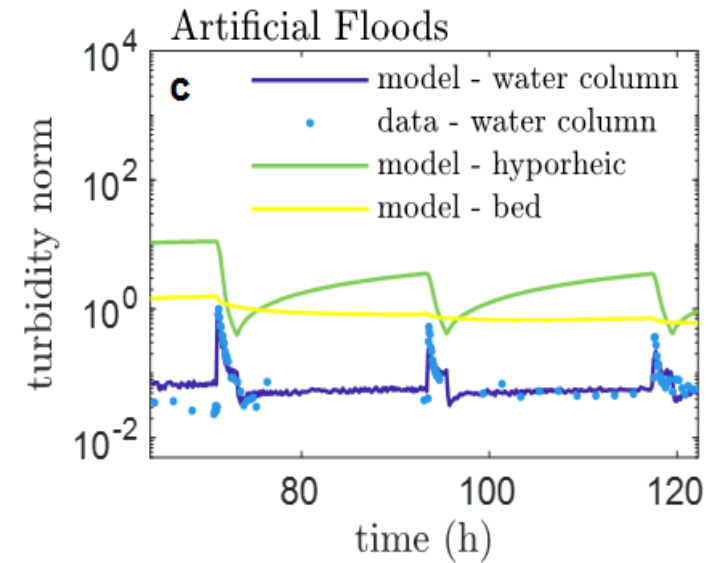 Artificial Floods
c
model - water column
data - water column
model - hyporheic
model - bed
turbidity norm
10^4
10^2
10^0
10^-2
80 100 120
time (h)